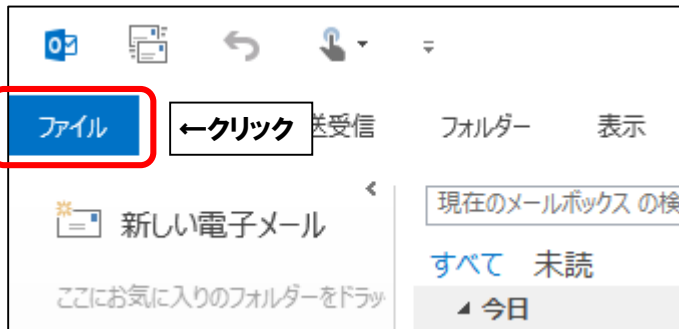 ファイル ←クリック 送受信 フォルダー 表示
新しい電子メール
現在のメールボックス の検
すべて 未読
ここにお気に入りのフォルダーをドラッ
今日